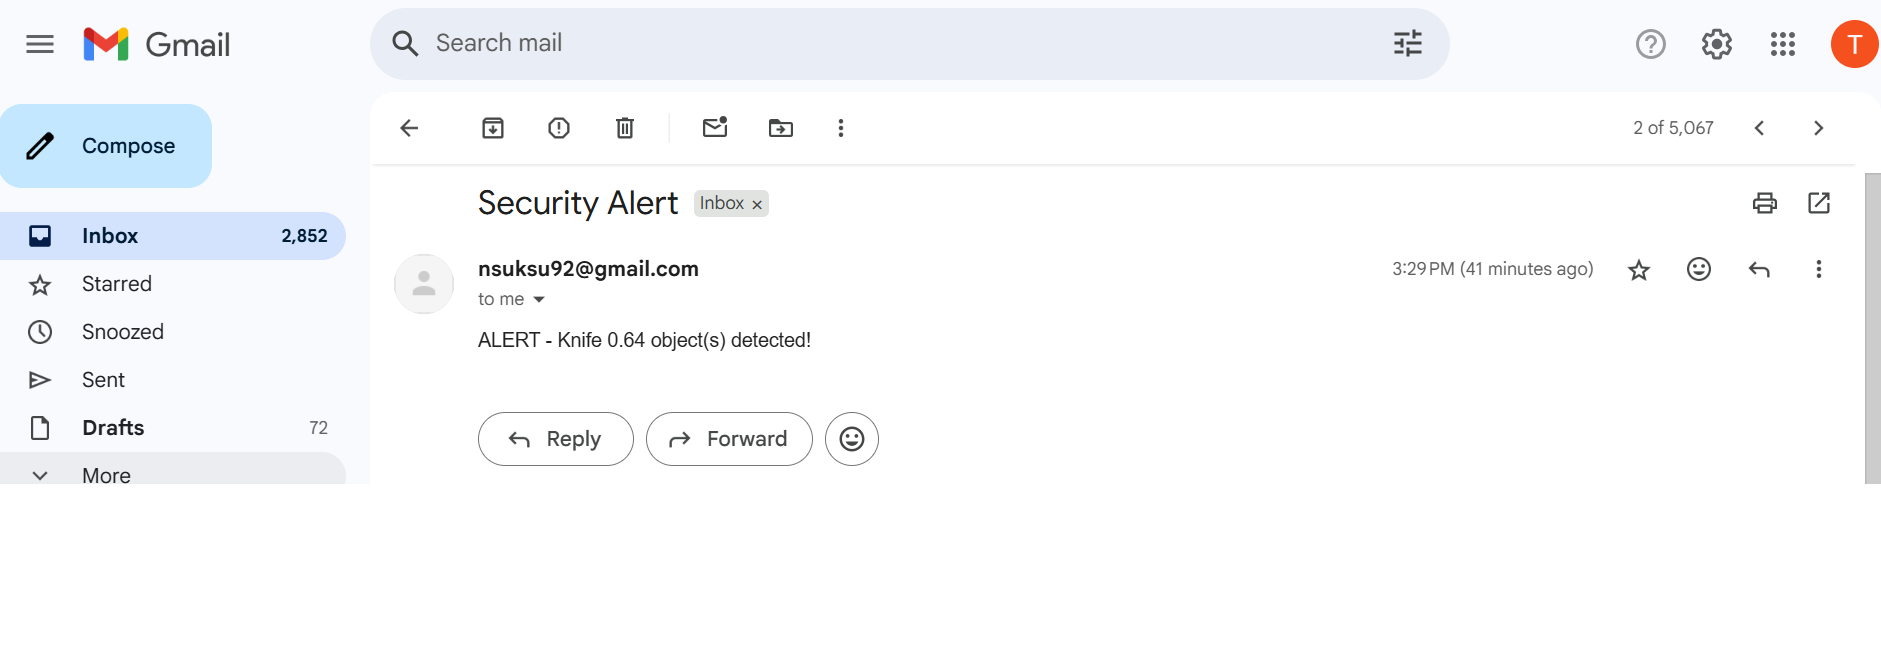 Gmail
Search mail
T
Compose
2 of 5,067
Security Alert Inbox ×
Inbox 2,852
nsuksu92@gmail.com 3:29 PM (41 minutes ago)
Starred
to me
Snoozed
ALERT - Knife 0.64 object(s) detected!
Sent
Drafts 72
Reply Forward
More